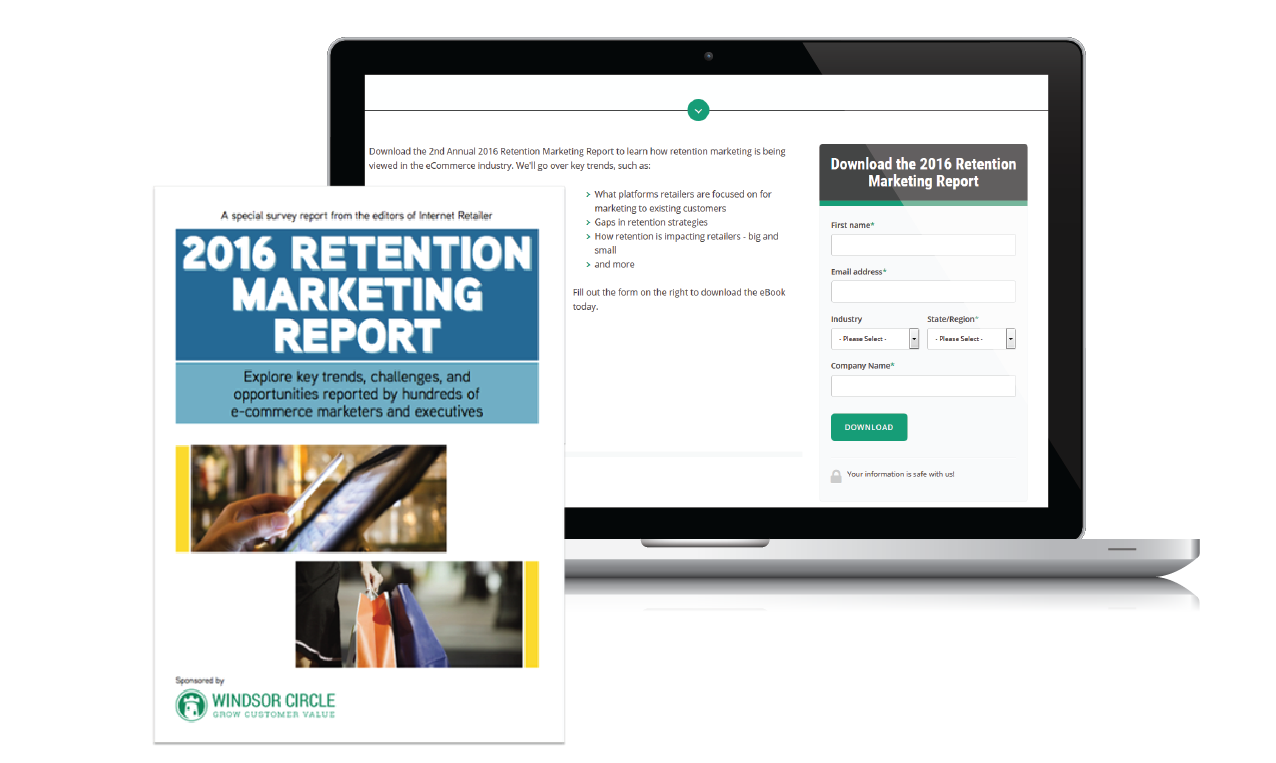 Download the 2nd Annual 2016 Retention Marketing Report to learn how retention marketing is being
viewed in the eCommerce industry. We'll go over key trends, such as:
> What platforms retailers are focused on for
marketing to existing customers
> Gaps in retention strategies
> How retention is impacting retailers - big and
small
> and more
Fill out the form on the right to download the eBook
today.
Download the 2016 Retention
Marketing Report
First name*
Email address*
Industry
State/Region*
- Please Select -
- Please Select -
Company Name*
DOWNLOAD
Your information is safe with us!
A special survey report from the editors of Internet Retailer
2016 RETENTION
MARKETING
REPORT
Explore key trends, challenges, and
opportunities reported by hundreds of
e-commerce marketers and executives
Sponsored by
WINDSOR CIRCLE
GROW CUSTOMER VALUE